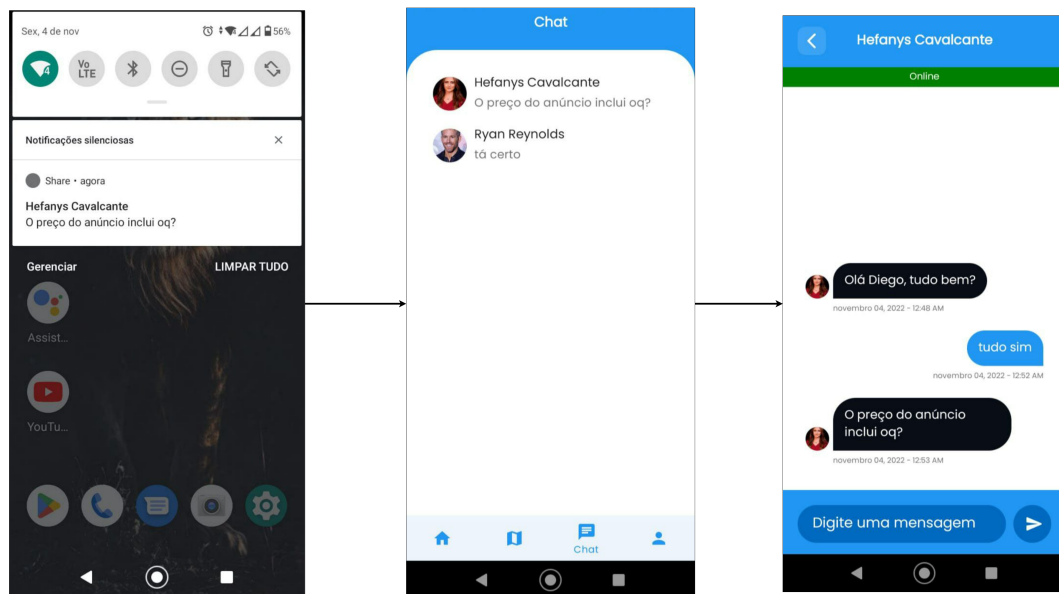 Sex, 4 de nov
56%
4
Vo
LTE
Notificações silenciosas
Share • agora
Hefanys Cavalcante
O preço do anúncio inclui oq?
Gerenciar
LIMPAR TUDO
Assist...
YouTu...
Chat
Hefanys Cavalcante
O preço do anúncio inclui oq?
Ryan Reynolds
tá certo
Chat
Hefanys Cavalcante
Online
Olá Diego, tudo bem?
novembro 04, 2022 - 12:48 AM
tudo sim
novembro 04, 2022 - 12:52 AM
O preço do anúncio
inclui oq?
novembro 04, 2022 - 12:53 AM
Digite uma mensagem